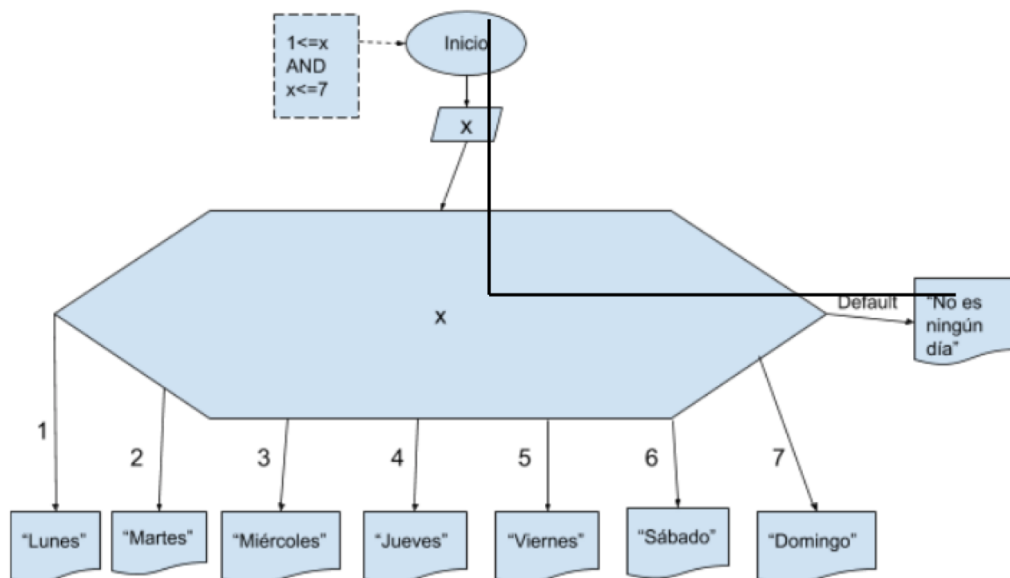 1<=x
AND
x<=7
Inicio
x
x
Default
“No es
ningún
día”
1
2
3
4
5
6
7
“Lunes”
“Martes”
“Miércoles”
“Jueves”
“Viernes”
“Sábado”
“Domingo”